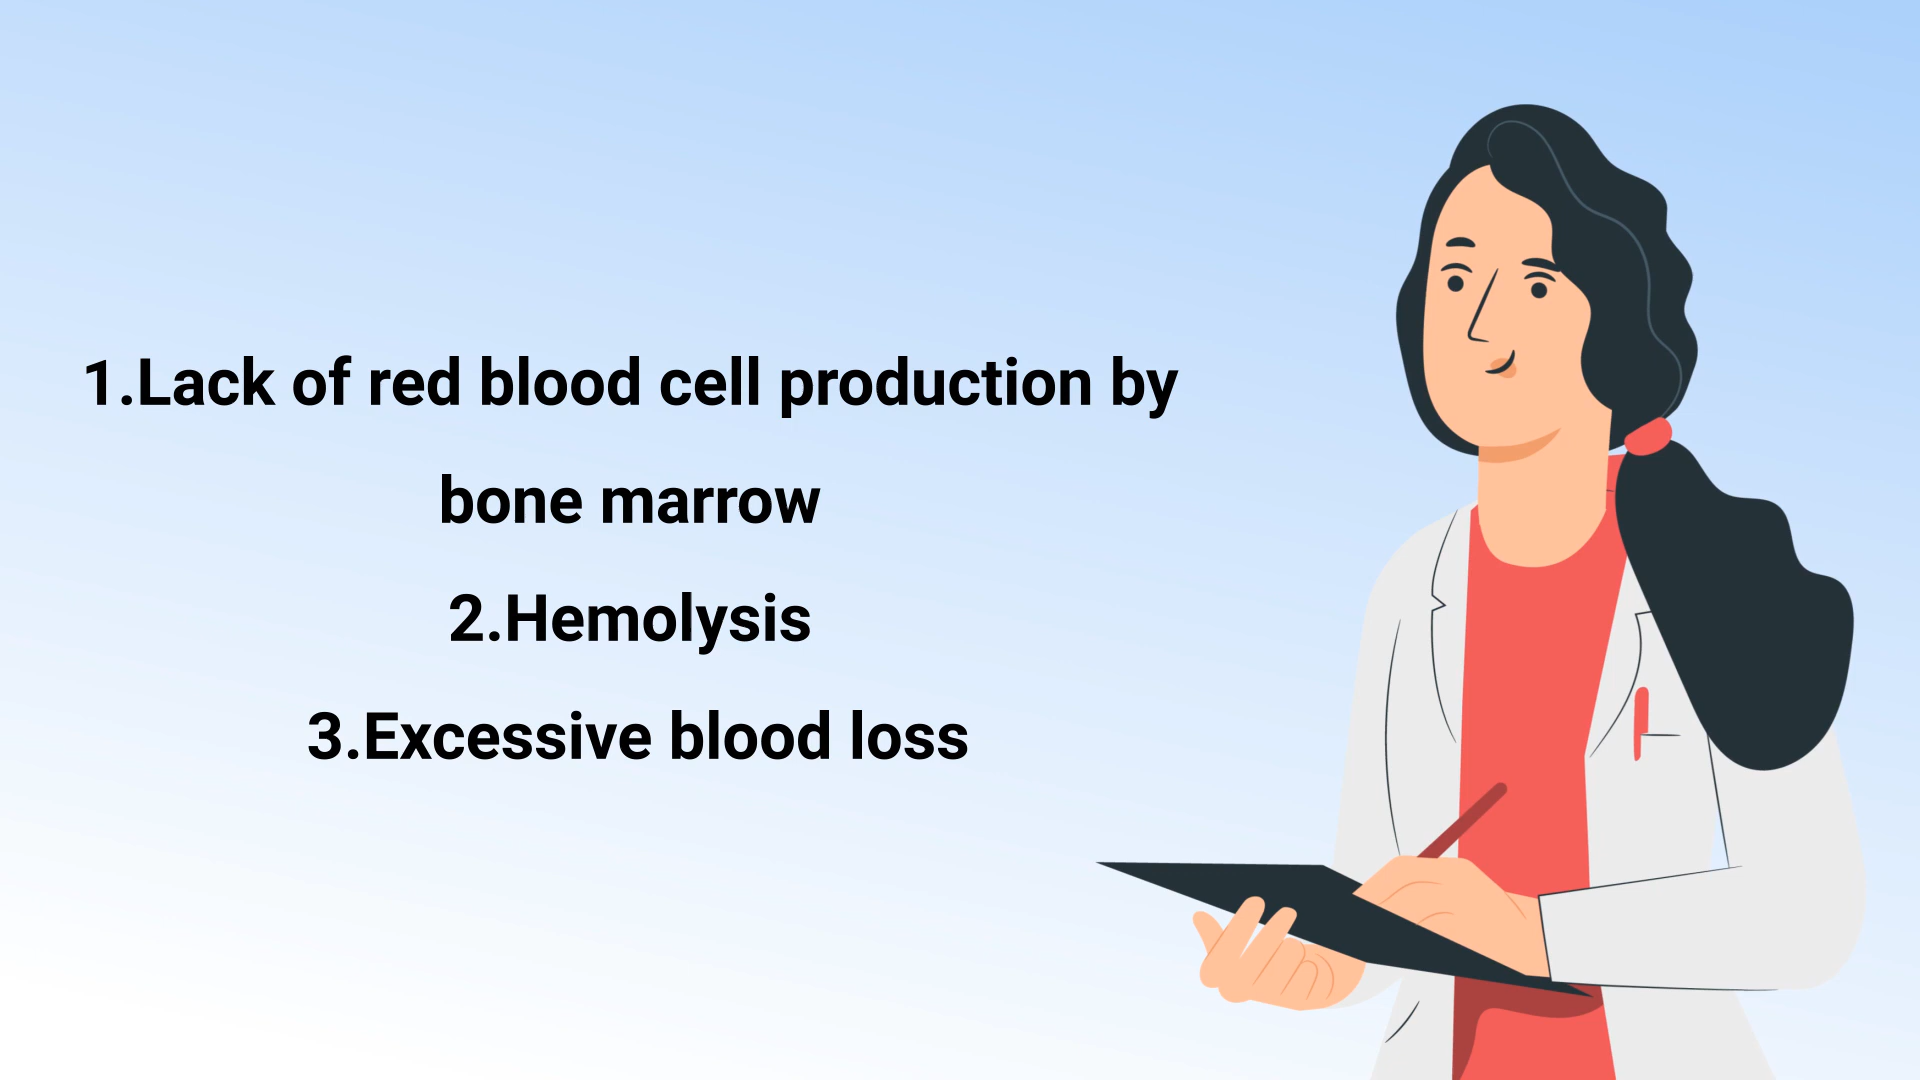 1.Lack of red blood cell production by
bone marrow
2.Hemolysis
3.Excessive blood loss